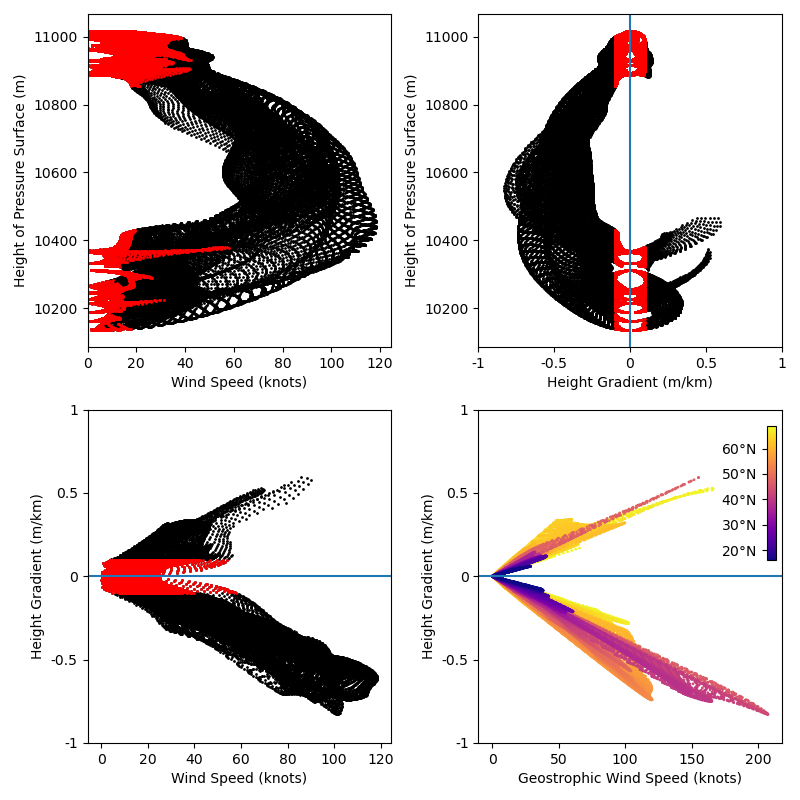 11000
10800
10600
10400
10200
Height of Pressure Surface (m)
0 20 40 60 80 100 120
Wind Speed (knots)
11000
10800
10600
10400
10200
Height of Pressure Surface (m)
-1 -0.5 0 0.5 1
Height Gradient (m/km)
1
0.5
0
-0.5
-1
Height Gradient (m/km)
0 20 40 60 80 100 120
Wind Speed (knots)
1
0.5
0
-0.5
-1
Height Gradient (m/km)
60°N
50°N
40°N
30°N
20°N
0 50 100 150 200
Geostrophic Wind Speed (knots)